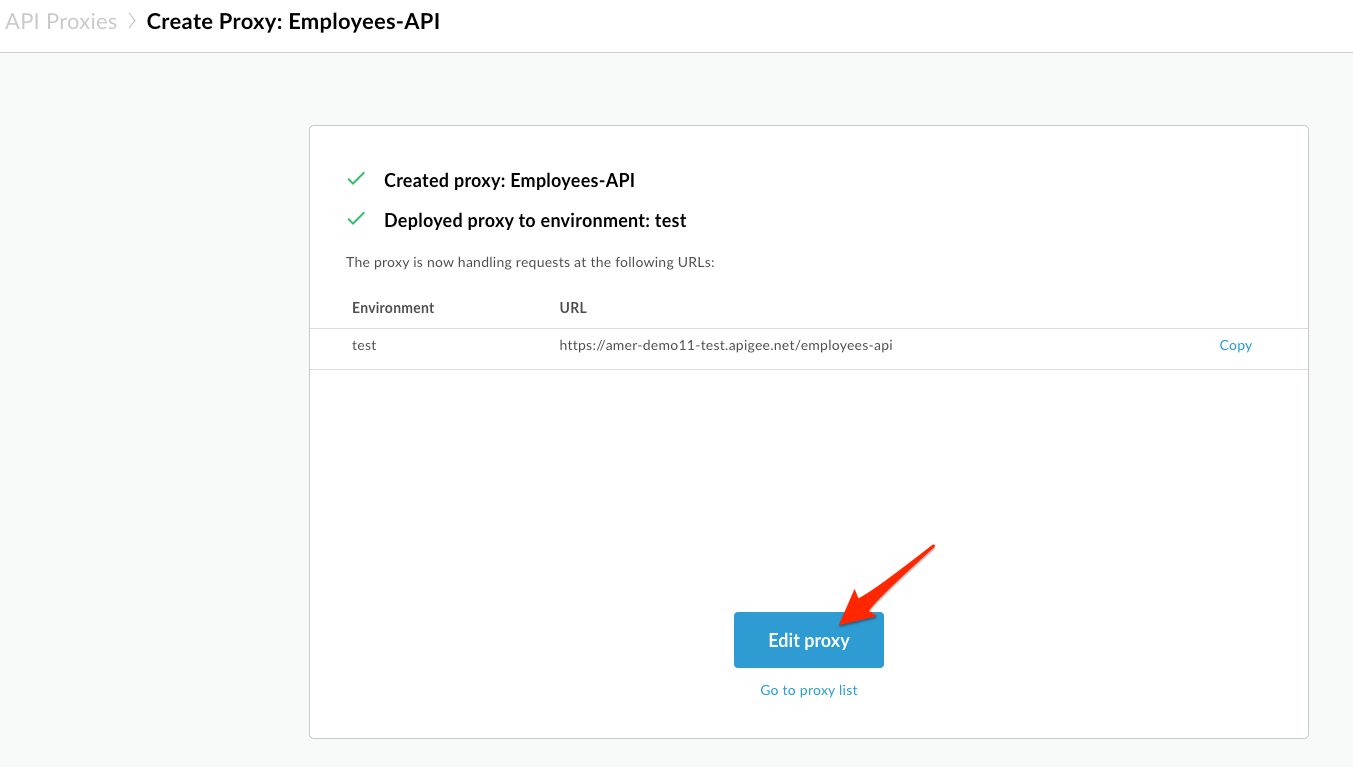 API Proxies > Create Proxy: Employees-API
Created proxy: Employees-API
Deployed proxy to environment: test
The proxy is now handling requests at the following URLs:
Environment URL
test https://amer-demo11-test.apigee.net/employees-api Copy
Edit proxy
Go to proxy list